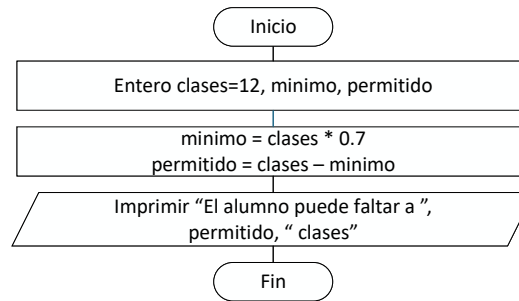 Inicio
Entero clases=12, minimo, permitido
minimo = clases * 0.7
permitido = clases – minimo
Imprimir “El alumno puede faltar a ”,
permitido, “ clases”
Fin